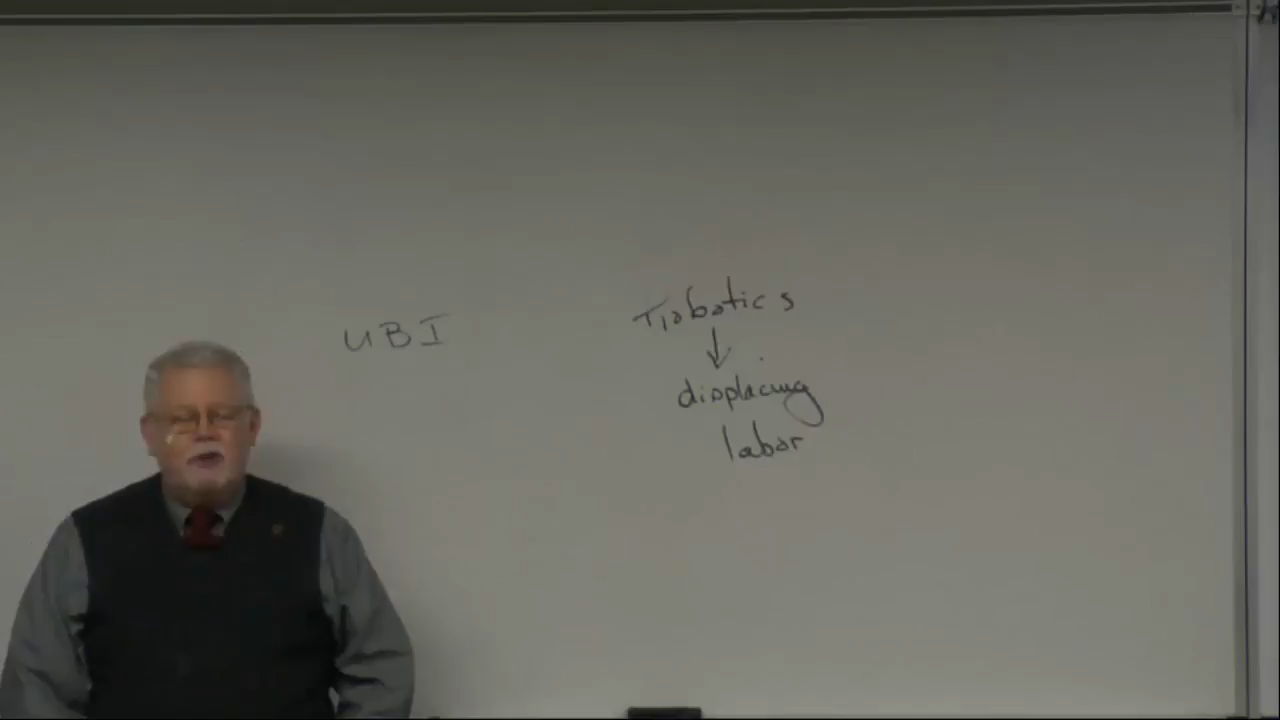 UBI
robotics
↓
displacing
labor